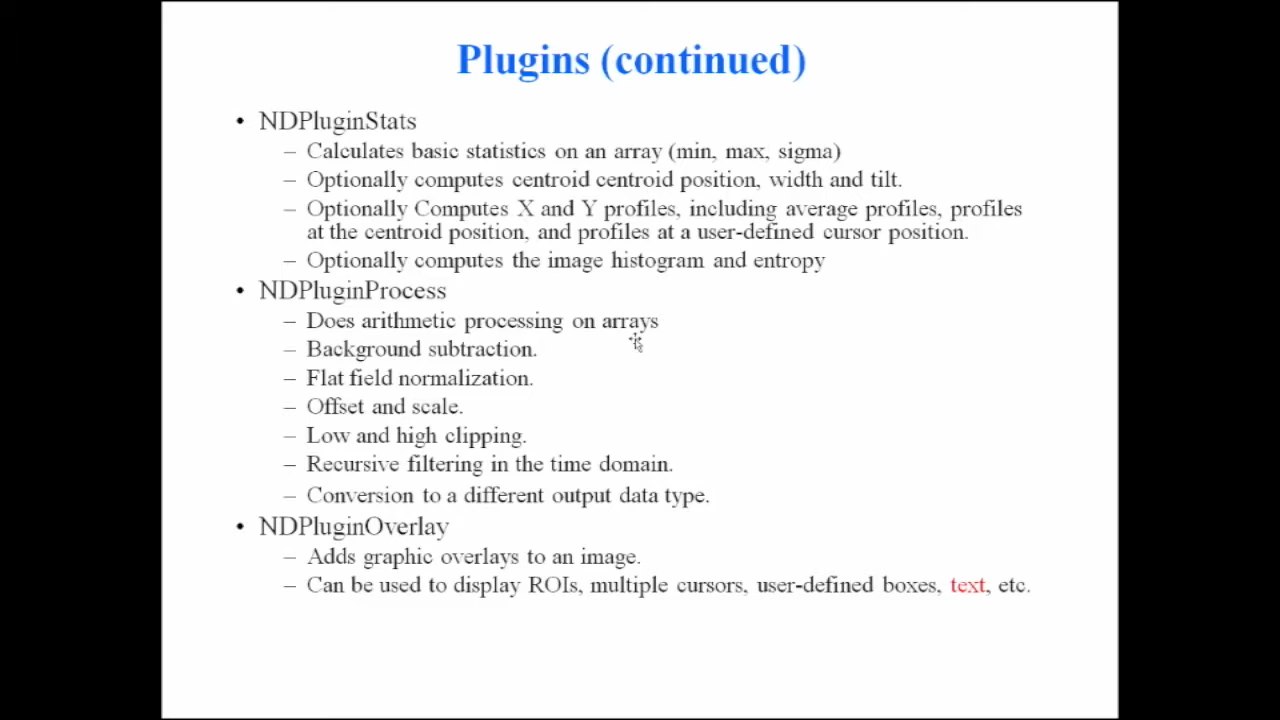 Plugins (continued)
• NDPluginStats
– Calculates basic statistics on an array (min, max, sigma)
– Optionally computes centroid centroid position, width and tilt.
– Optionally Computes X and Y profiles, including average profiles, profiles
at the centroid position, and profiles at a user-defined cursor position.
– Optionally computes the image histogram and entropy
• NDPluginProcess
– Does arithmetic processing on arrays
– Background subtraction.
– Flat field normalization.
– Offset and scale.
– Low and high clipping.
– Recursive filtering in the time domain.
– Conversion to a different output data type.
• NDPluginOverlay
– Adds graphic overlays to an image.
– Can be used to display ROIs, multiple cursors, user-defined boxes, text, etc.